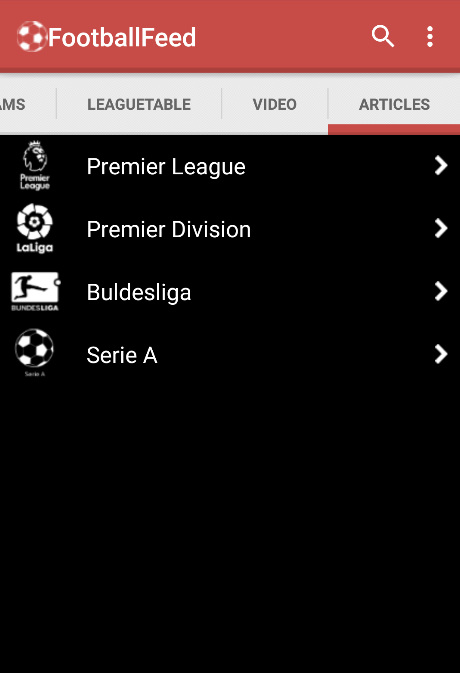 FootballFeed
AMS LEAGUETABLE VIDEO ARTICLES
Premier
League
Premier League
LaLiga
Premier Division
BUNDESLIGA
Buldesliga
Serie A
Serie A